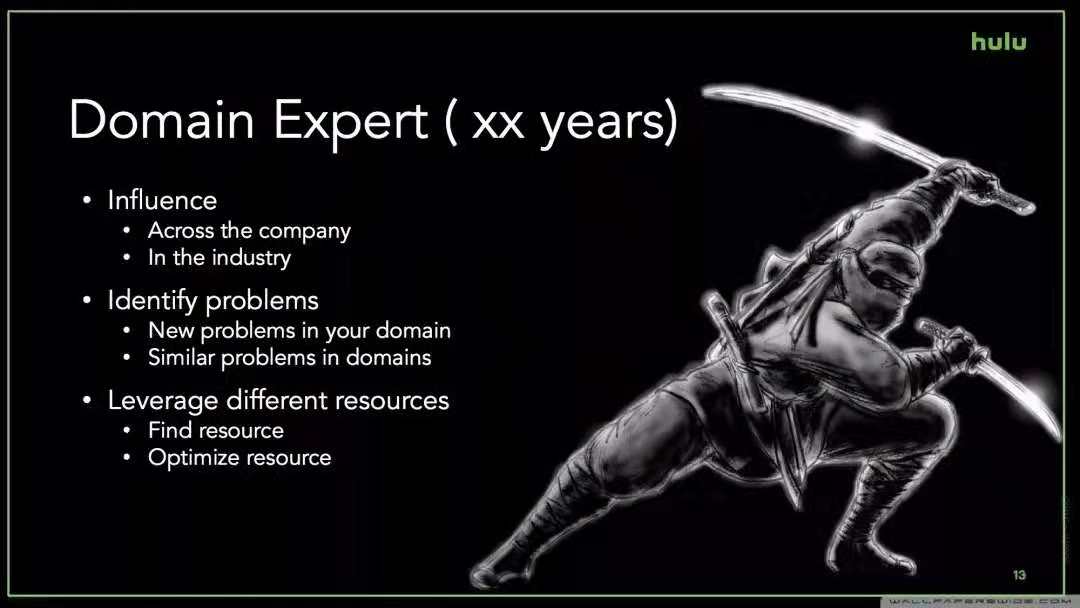 hulu
Domain Expert ( xx years)
• Influence
• Across the company
• In the industry
• Identify problems
• New problems in your domain
• Similar problems in domains
• Leverage different resources
• Find resource
• Optimize resource
13
WALLPAPERSWIDE.COM